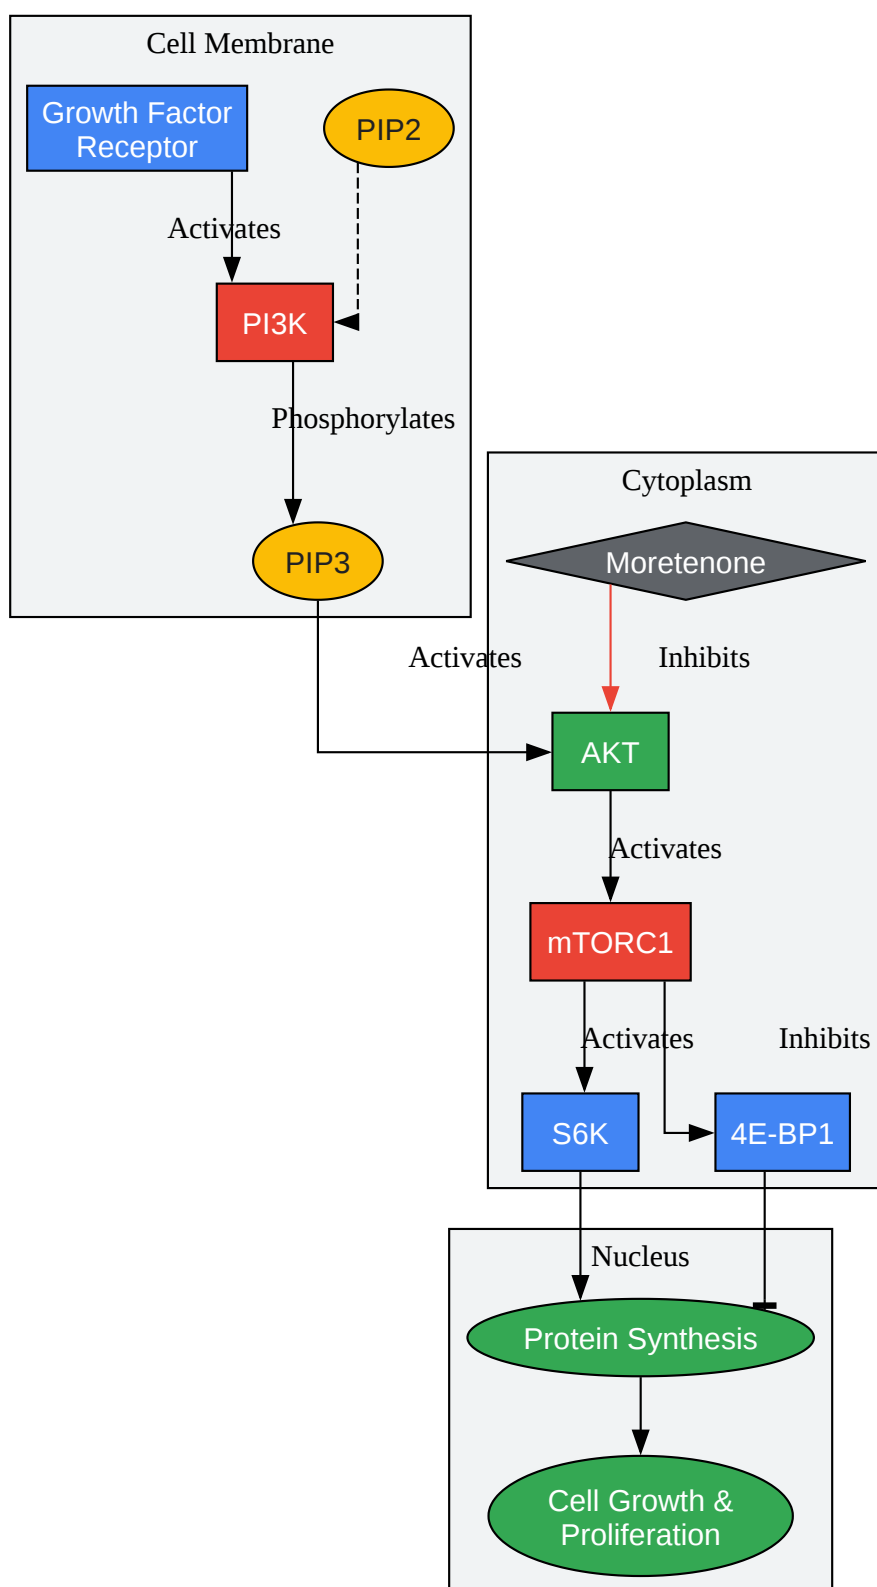 Cell Membrane
Growth Factor
Receptor
PIP2
Activates
PI3K
Phosphorylates
PIP3
Cytoplasm
Moretenone
Activates
Inhibits
AKT
Activates
mTORC1
Activates
Inhibits
S6K
4E-BP1
Nucleus
Protein Synthesis
Cell Growth &
Proliferation